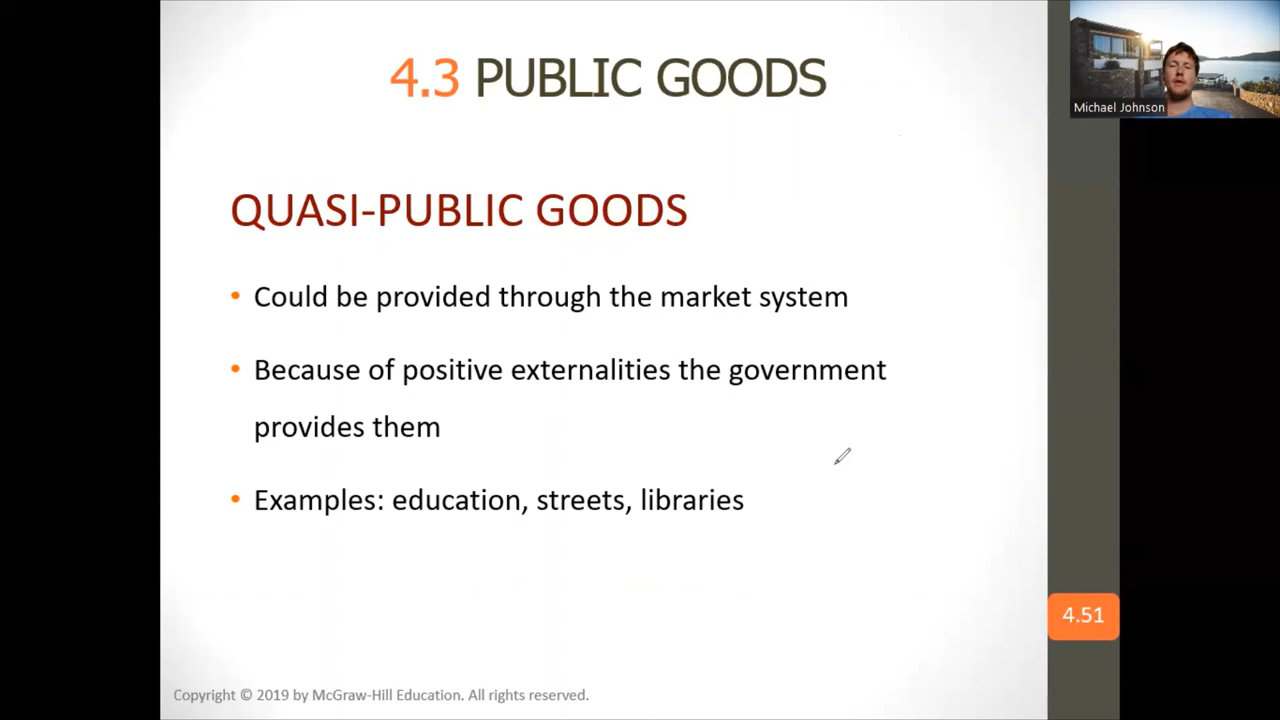 4.3 PUBLIC GOODS
Michael Johnson
QUASI-PUBLIC GOODS
• Could be provided through the market system
• Because of positive externalities the government
provides them
• Examples: education, streets, libraries
4.51
Copyright © 2019 by McGraw-Hill Education. All rights reserved.